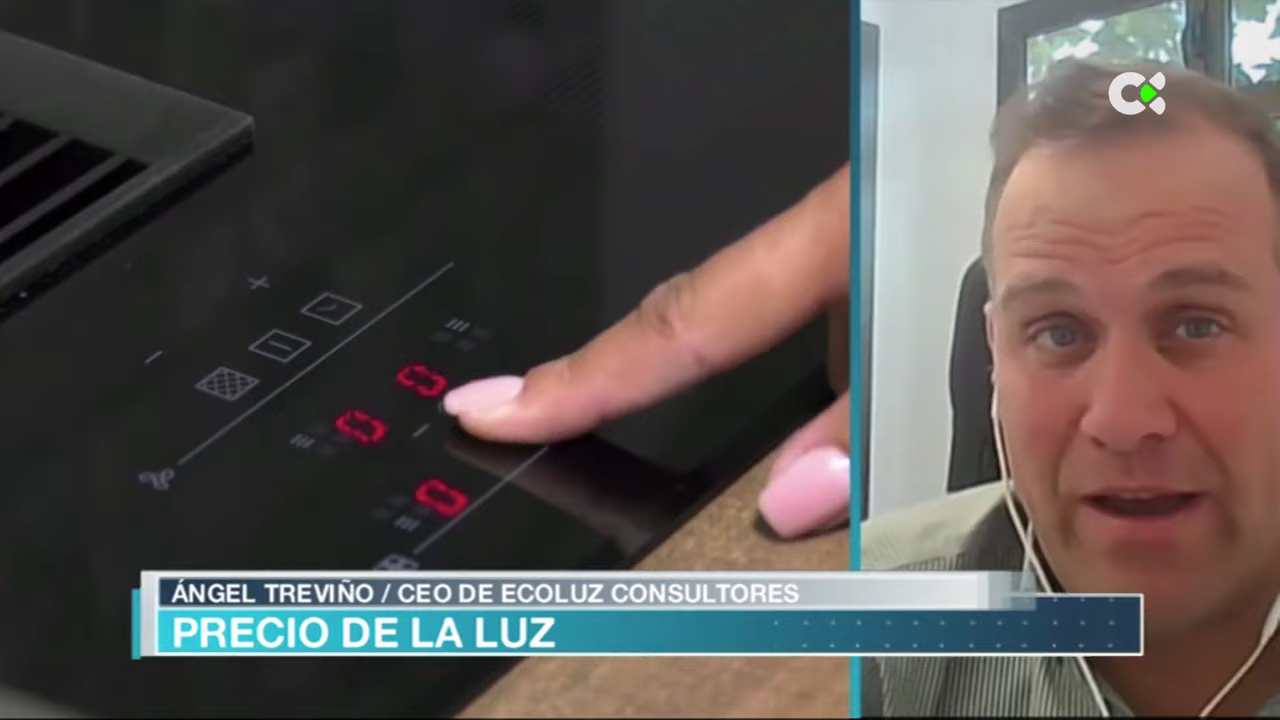 ÁNGEL TREVIÑO / CEO DE ECOLUZ CONSULTORES
PRECIO DE LA LUZ